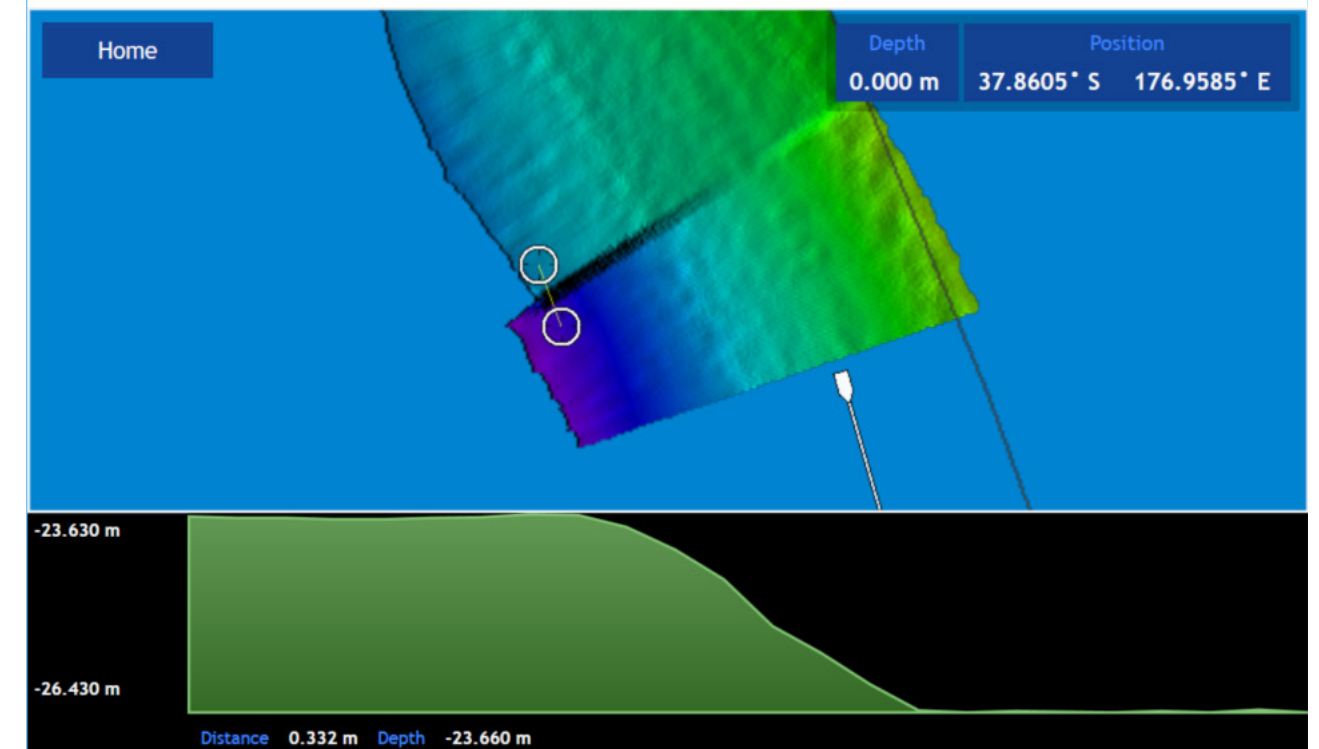 Home
Depth Position
0.000 m 37.8605° S 176.9585° E
-23.630 m
-26.430 m
Distance 0.332 m Depth -23.660 m